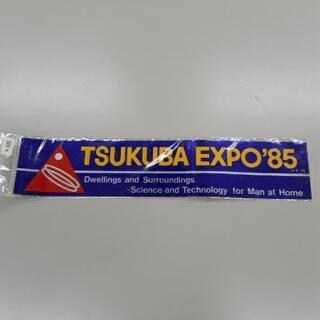 TSUKUBA EXPO'85
Dwellings and Surroundings
-Science and Technology for Man at Home